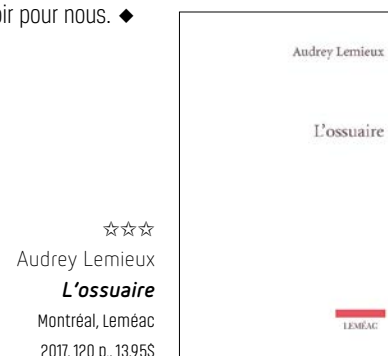 oir pour nous. ◆
☆☆☆
Audrey Lemieux
L'ossuaire
Montréal, Leméac
2017, 120 p., 13.95$
Audrey Lemieux
L'ossuaire
LEMÉAC